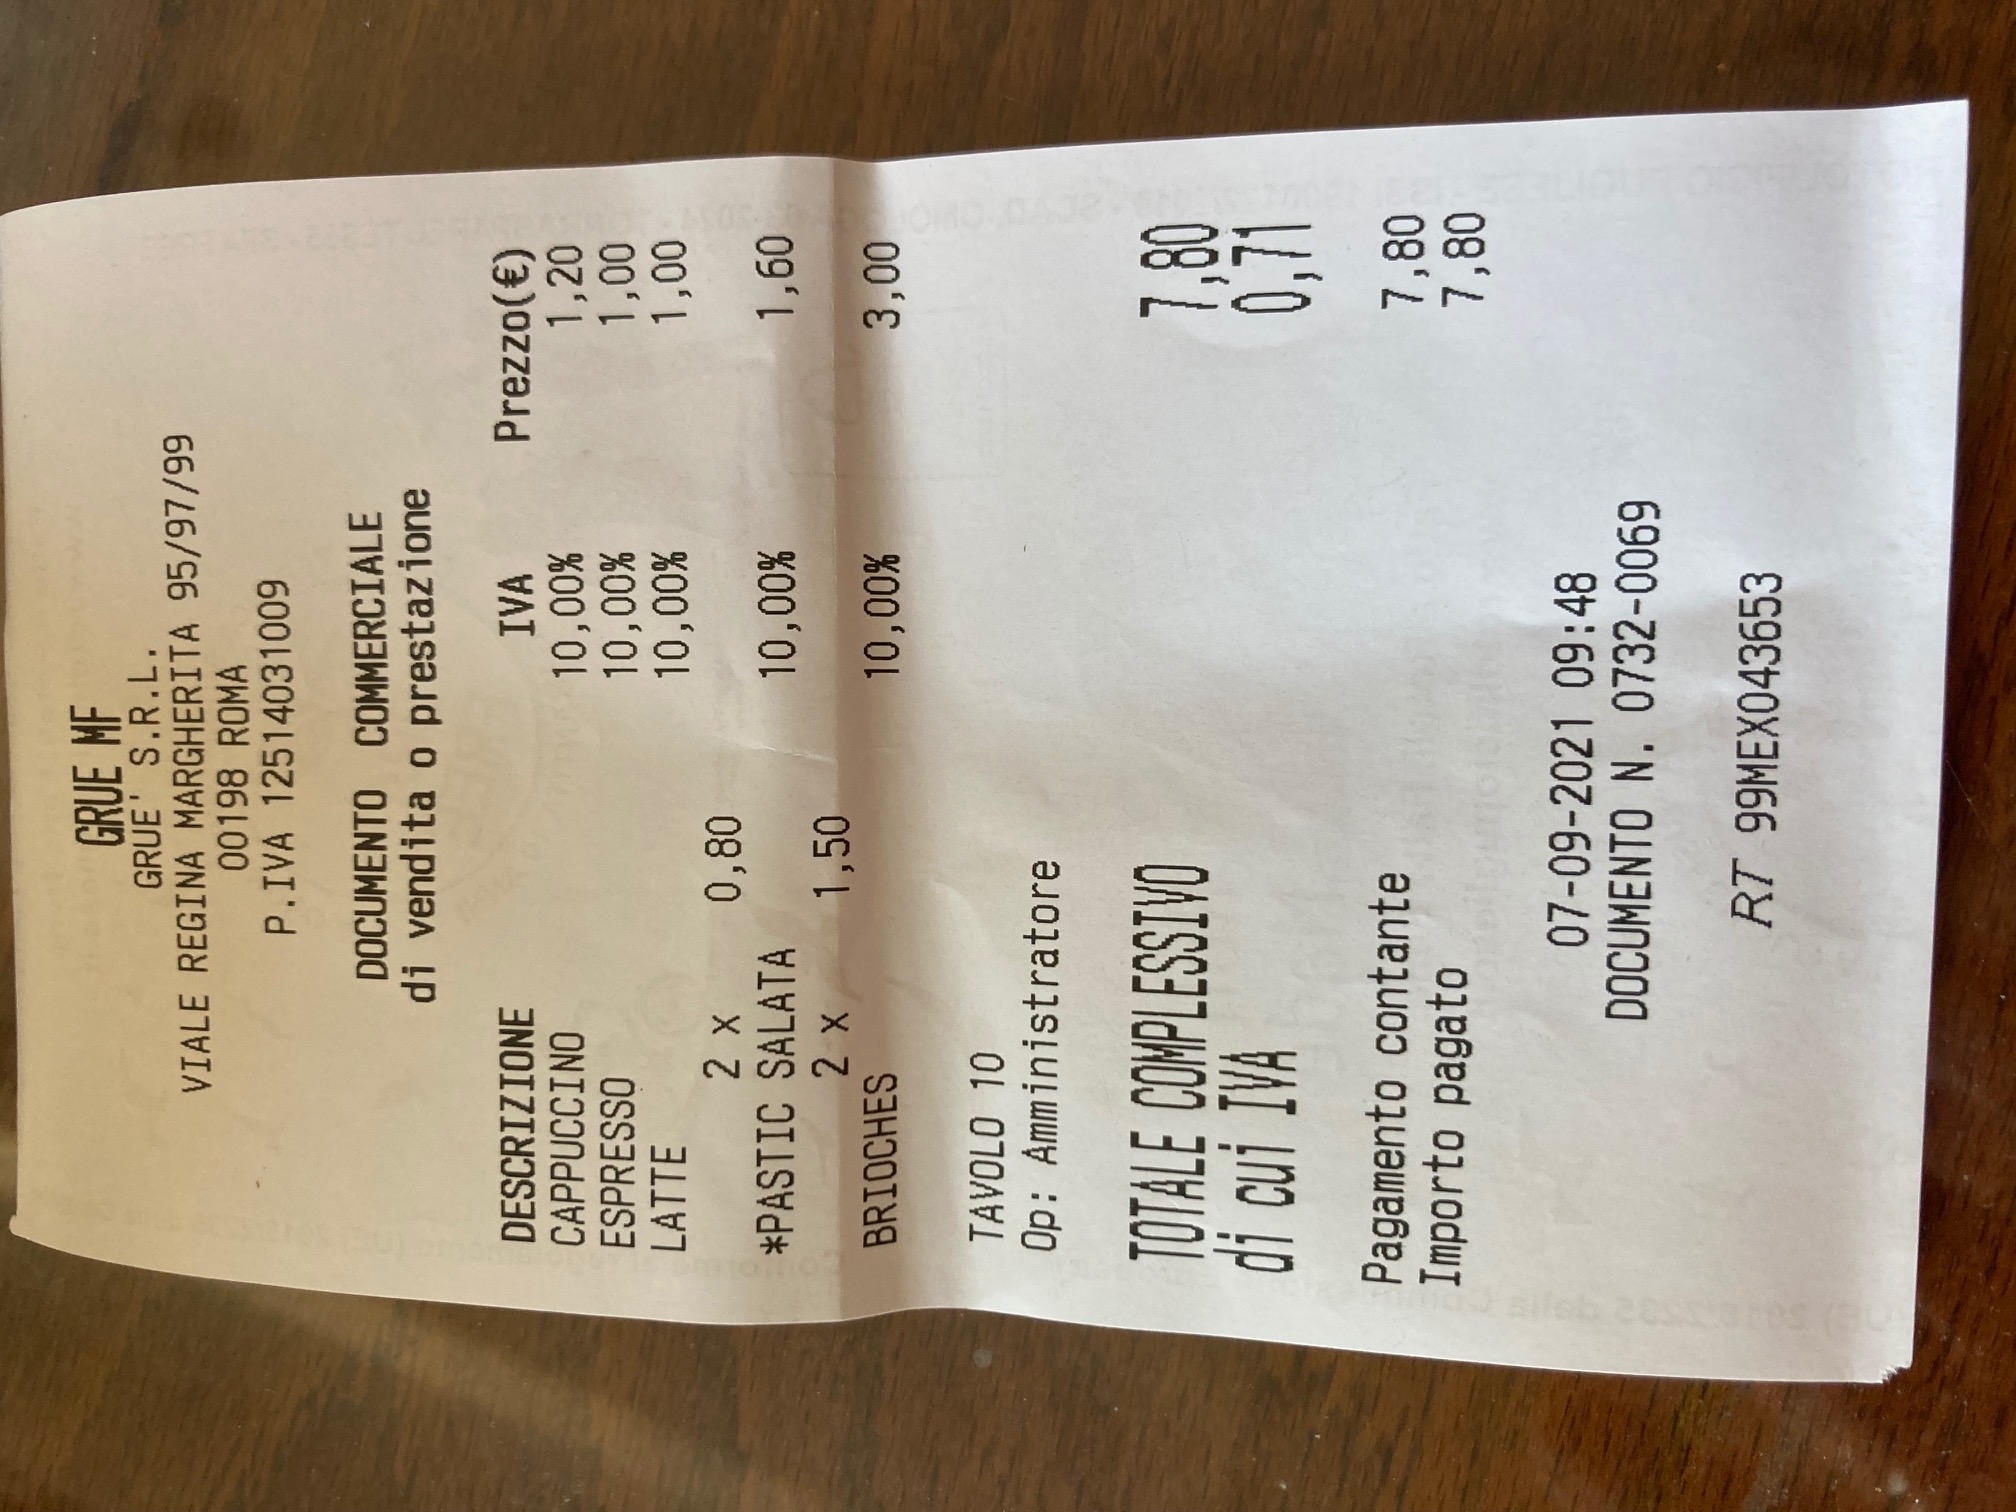 GRUE MF
GRUE' S.R.L.
VIALE REGINA MARGHERITA 95/97/99
00198 ROMA
P.IVA 12514031009
DOCUMENTO COMMERCIALE
di vendita o prestazione
DESCRIZIONE IVA Prezzo(€)
CAPPUCCINO 10,00% 1,20
ESPRESSO 10,00% 1,00
LATTE 10,00% 1,00
2 x 0,80
*PASTIC SALATA 10,00% 1,60
2 x 1,50
BRIOCHES 10,00% 3,00
TAVOLO 10
Op: Amministratore
TOTALE COMPLESSIVO 7,80
di cui IVA 0,71
Pagamento contante 7,80
Importo pagato 7,80
07-09-2021 09:48
DOCUMENTO N. 0732-0069
RT 99MEX043653